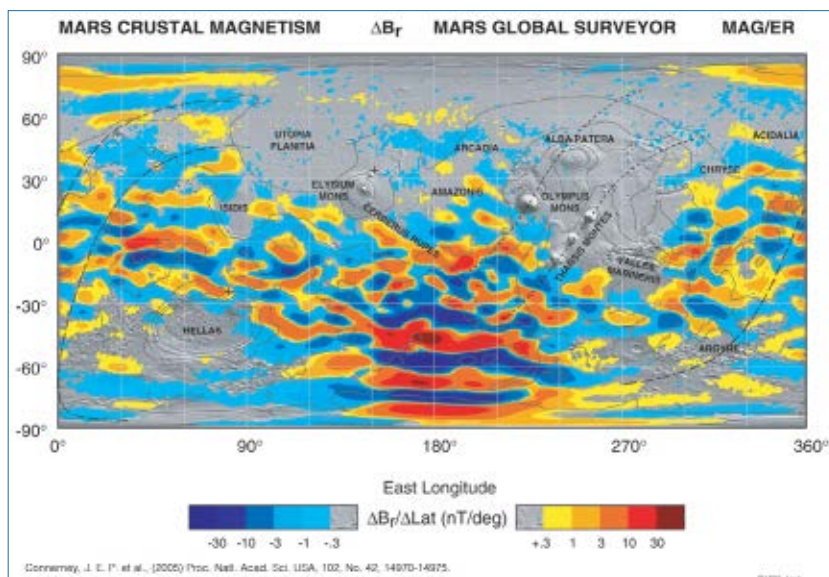 MARS CRUSTAL MAGNETISM ΔBr MARS GLOBAL SURVEYOR MAG/ER
90°
60°
30°
0°
-30°
-60°
-90°
UTOPIA
PLANITIA
ARCADIA
ALBA PATERA
ACIDALIA
CHRYSE
ELYSIUM
MONS
AMAZONIS
OLYMPUS
MONS
ISIDIS
CERBERUS RUPES
THARSIS MONTES
VALLES
MARINERIS
HELLAS
ARGYRE
0° 90° 180° 270° 360°
East Longitude
ΔBr/ΔLat (nT/deg)
-30 -10 -3 -1 -.3 +.3 1 3 10 30
Connerney, J. E. P. et al., (2005) Proc. Natl. Acad. Sci. USA, 102, No. 42, 14970-14975.